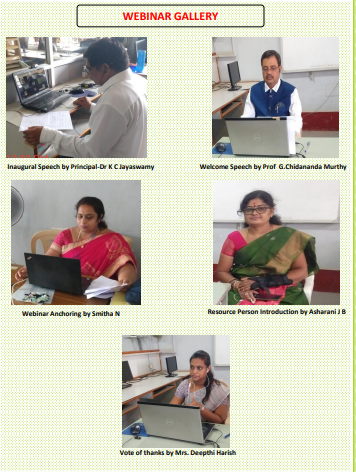 WEBINAR GALLERY
Inaugural Speech by Principal-Dr K C Jayaswamy
Welcome Speech by Prof G.Chidananda Murthy
Webinar Anchoring by Smitha N
Resource Person Introduction by Asharani J B
Vote of thanks by Mrs. Deepthi Harish